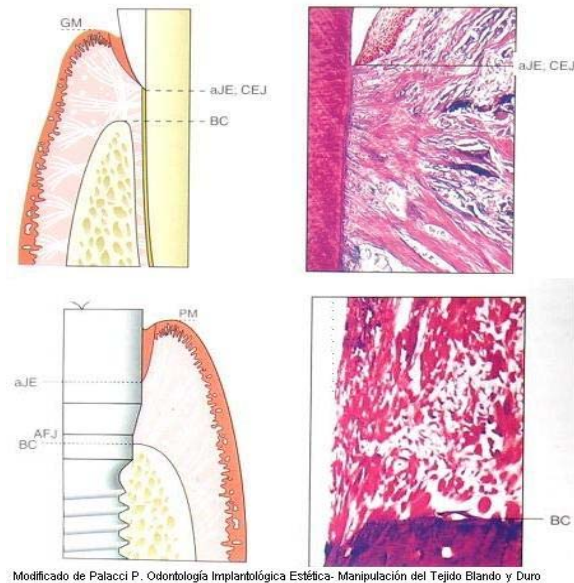 GM
aJE, CEJ
BC
aJE, CEJ
PM
aJE
AFJ
BC
BC
Modificado de Palacci P. Odontología Implantológica Estética- Manipulación del Tejido Blando y Duro